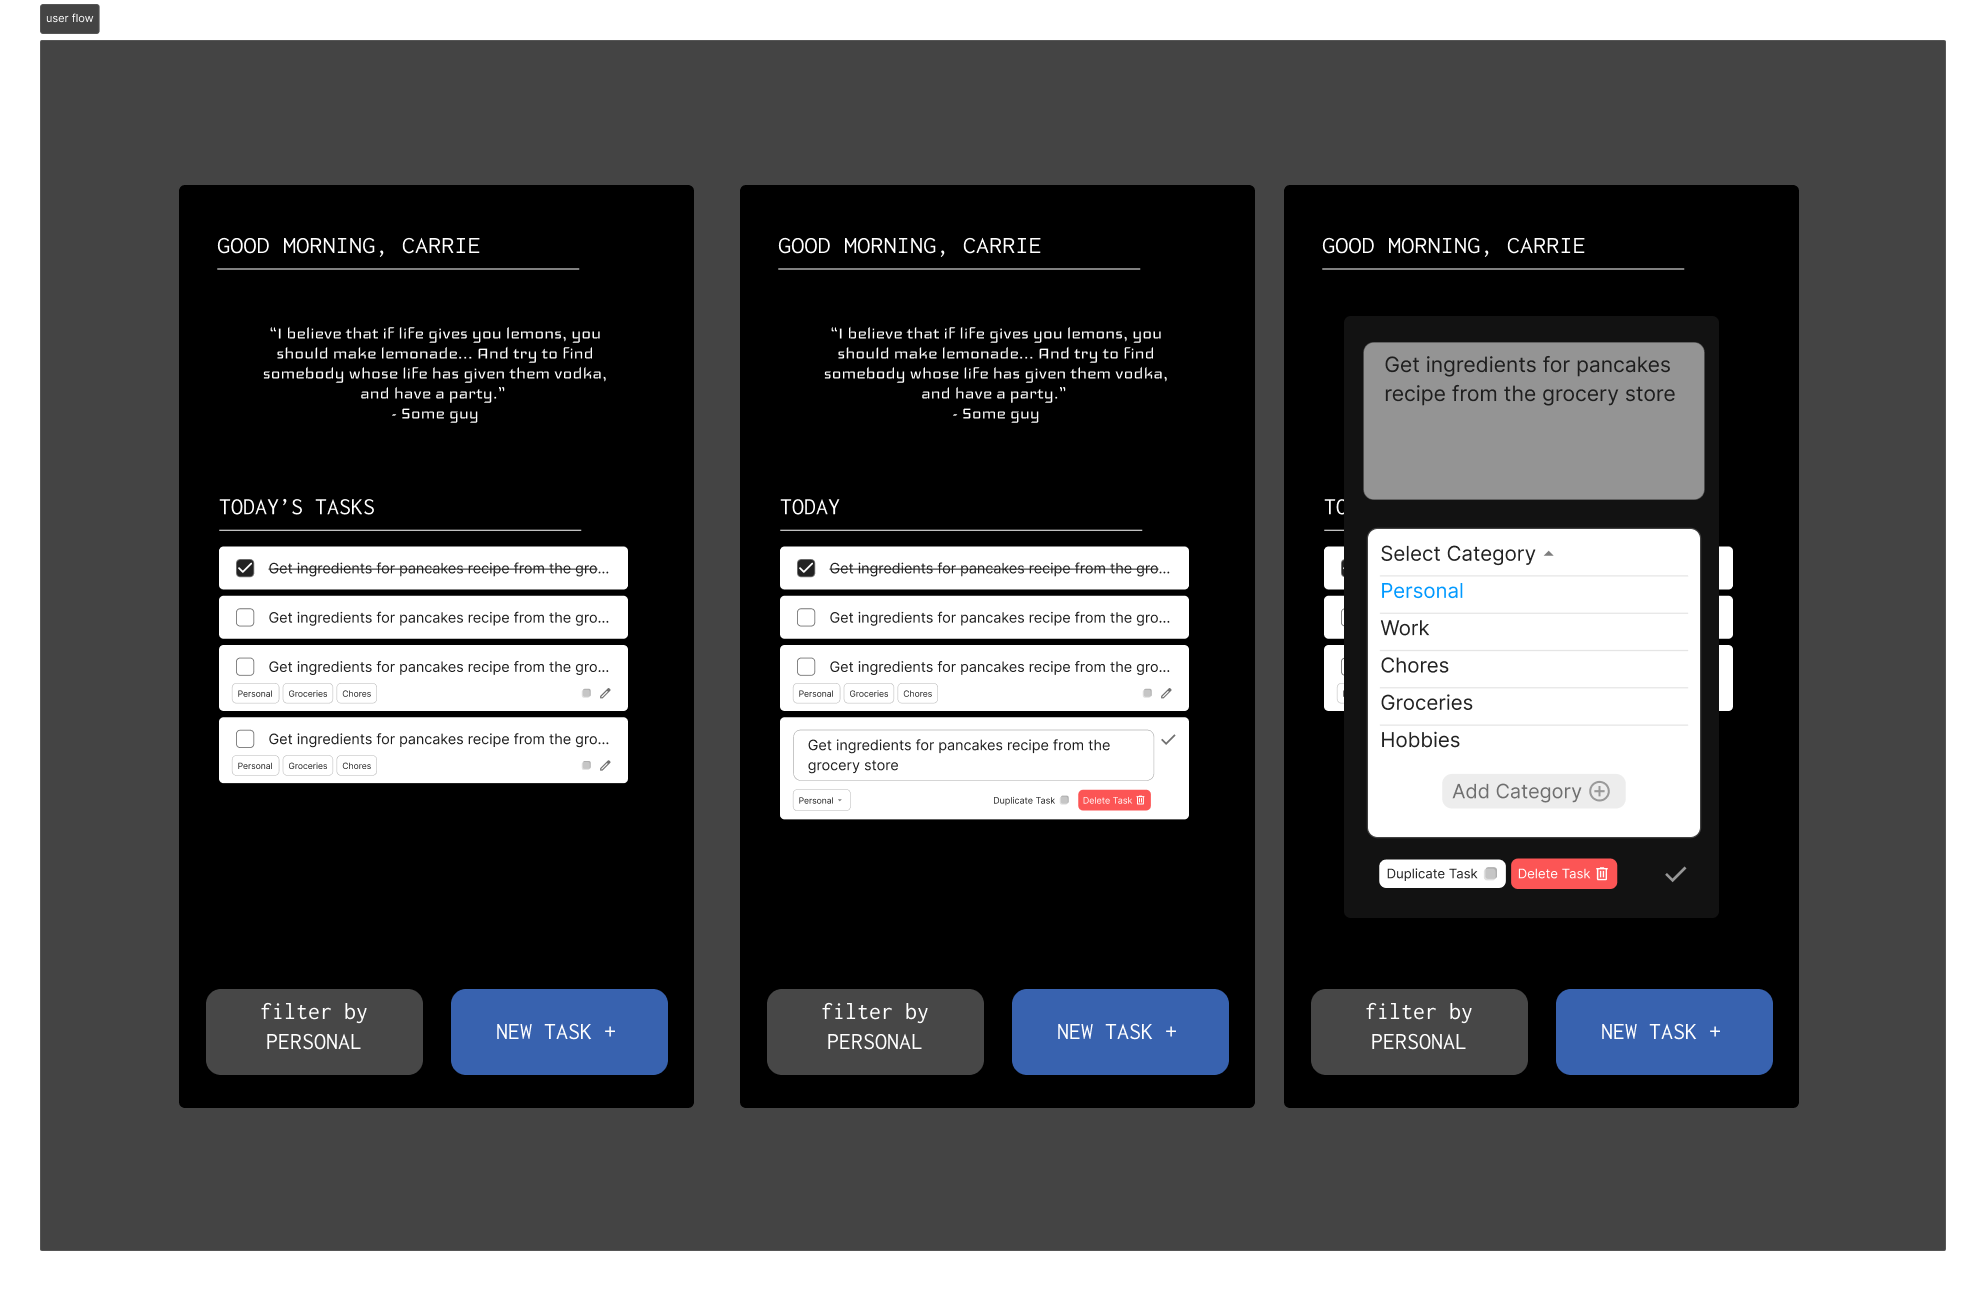 user flow
GOOD MORNING, CARRIE
“I believe that if life gives you lemons, you
should make lemonade... And try to find
somebody whose life has given them vodka,
and have a party.”
- Some guy
TODAY’S TASKS
Get ingredients for pancakes recipe from the gro...
Get ingredients for pancakes recipe from the gro...
Get ingredients for pancakes recipe from the gro...
Personal Groceries Chores
Get ingredients for pancakes recipe from the gro...
Personal Groceries Chores
filter by
PERSONAL
NEW TASK +
GOOD MORNING, CARRIE
“I believe that if life gives you lemons, you
should make lemonade... And try to find
somebody whose life has given them vodka,
and have a party.”
- Some guy
TODAY
Get ingredients for pancakes recipe from the gro...
Get ingredients for pancakes recipe from the gro...
Get ingredients for pancakes recipe from the gro...
Personal Groceries Chores
Get ingredients for pancakes recipe from the
grocery store
Personal Duplicate Task Delete Task
filter by
PERSONAL
NEW TASK +
GOOD MORNING, CARRIE
Get ingredients for pancakes
recipe from the grocery store
TO
Select Category
Personal
Work
Chores
Groceries
Hobbies
Add Category
Duplicate Task Delete Task
filter by
PERSONAL
NEW TASK +